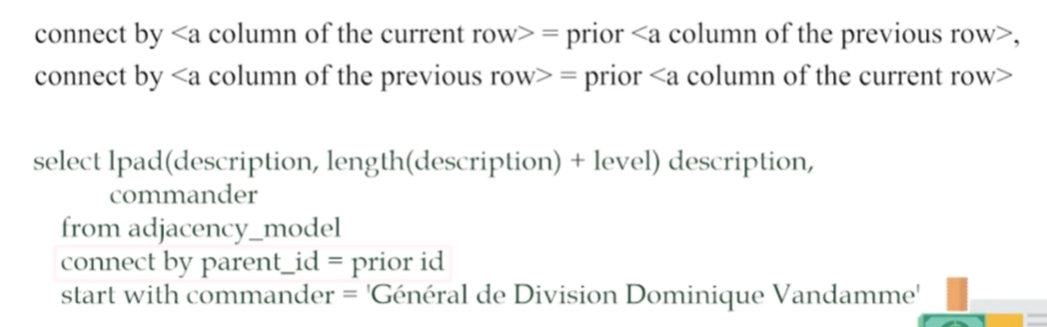 connect by <a column of the current row> = prior <a column of the previous row>,
connect by <a column of the previous row> = prior <a column of the current row>
select lpad(description, length(description) + level) description,
commander
from adjacency_model
connect by parent_id = prior id
start with commander = 'Général de Division Dominique Vandamme'